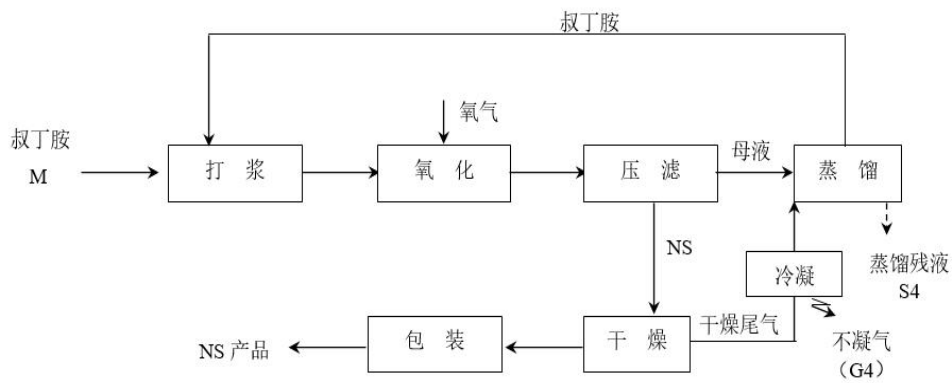 叔丁胺
氧气
叔丁胺
M
打 浆
氧 化
压 滤
母液
蒸 馏
NS
冷凝
蒸馏残液
S4
NS 产品
包 装
干 燥
干燥尾气
不凝气
（G4）